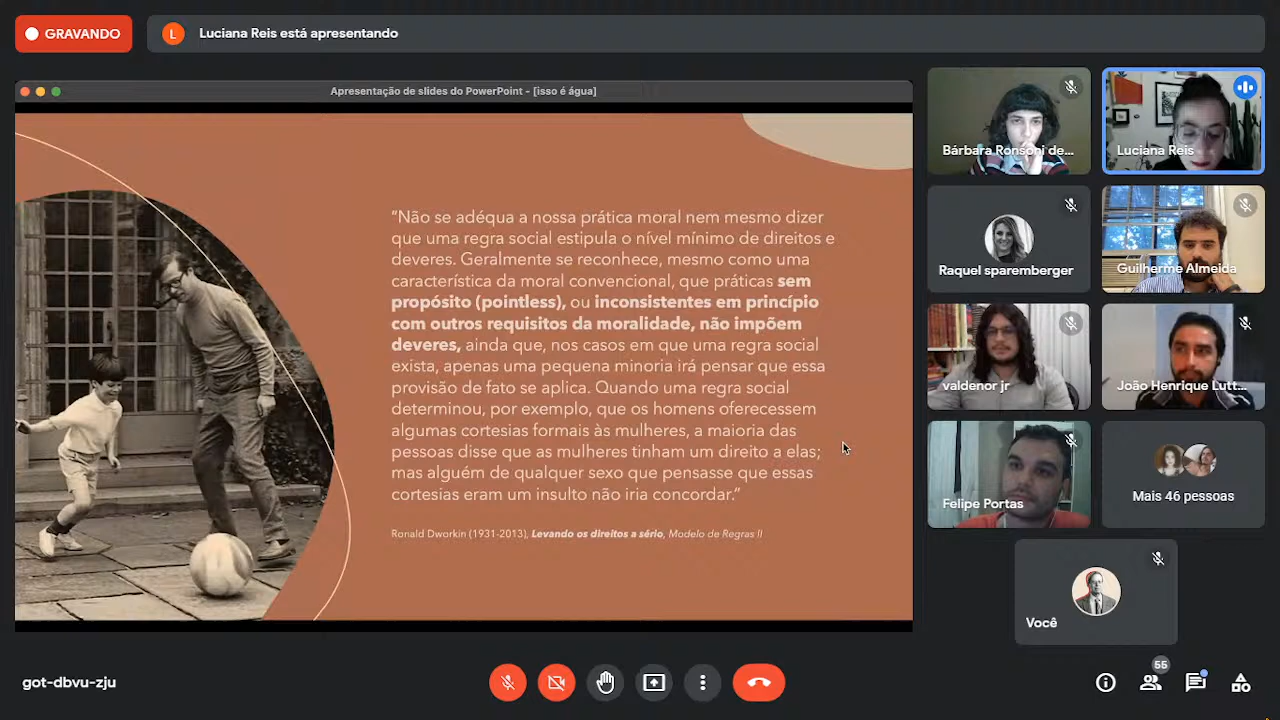 GRAVANDO
L
Luciana Reis está apresentando
Apresentação de slides do PowerPoint - [isso é água]
“Não se adéqua a nossa prática moral nem mesmo dizer
que uma regra social estipula o nível mínimo de direitos e
deveres. Geralmente se reconhece, mesmo como uma
característica da moral convencional, que práticas sem
propósito (pointless), ou inconsistentes em princípio
com outros requisitos da moralidade, não impõem
deveres, ainda que, nos casos em que uma regra social
exista, apenas uma pequena minoria irá pensar que essa
provisão de fato se aplica. Quando uma regra social
determinou, por exemplo, que os homens oferecessem
algumas cortesias formais às mulheres, a maioria das
pessoas disse que as mulheres tinham um direito a elas;
mas alguém de qualquer sexo que pensasse que essas
cortesias eram um insulto não iria concordar.”
Ronald Dworkin (1931-2013), Levando os direitos a sério, Modelo de Regras II
Bárbara Ronsoni de...
Luciana Reis
Raquel sparemberger
Guilherme Almeida
valdenor jr
João Henrique Lutt...
Felipe Portas
Mais 46 pessoas
Você
got-dbvu-zju
55